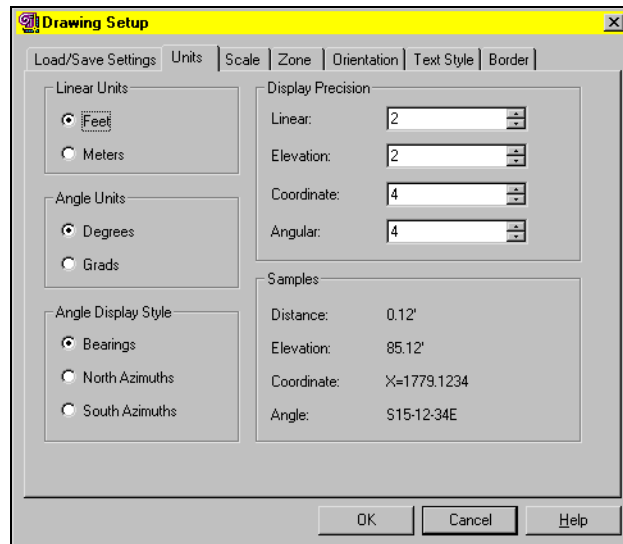 Drawing Setup
Load/Save Settings Units Scale Zone Orientation Text Style Border
Linear Units
Feet
Meters
Angle Units
Degrees
Grads
Angle Display Style
Bearings
North Azimuths
South Azimuths
Display Precision
Linear: 2
Elevation: 2
Coordinate: 4
Angular: 4
Samples
Distance: 0.12'
Elevation: 85.12'
Coordinate: X=1779.1234
Angle: S15-12-34E
OK Cancel Help